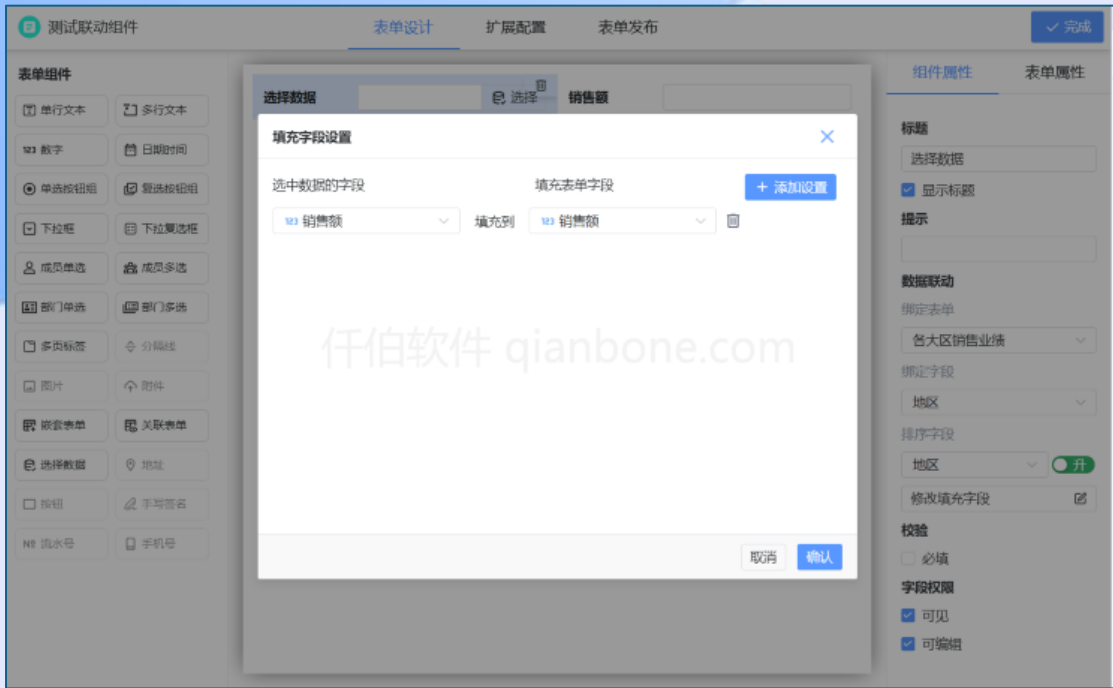 测试联动组件
表单设计
扩展配置
表单发布
完成
表单组件
单行文本
多行文本
123 数字
日期时间
单选按钮组
复选按钮组
下拉框
下拉复选框
成员单选
成员多选
部门单选
部门多选
多页标签
分隔线
图片
附件
嵌套表单
关联表单
选择数据
地址
按钮
手写签名
Nº 流水号
手机号
选择数据
选择
销售额
填充字段设置
选中数据的字段
填充表单字段
+ 添加设置
123 销售额
填充到
123 销售额
仟伯软件 qianbone.com
取消
确认
组件属性
表单属性
标题
选择数据
显示标题
提示
数据联动
绑定表单
各大区销售业绩
绑定字段
地区
排序字段
地区
升
修改填充字段
校验
必填
字段权限
可见
可编辑